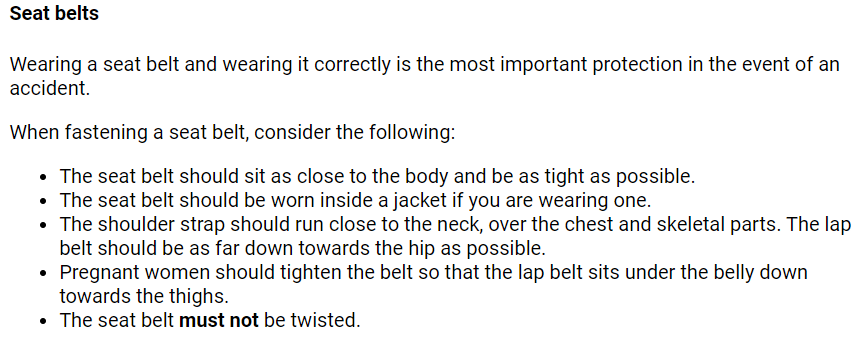 Seat belts
Wearing a seat belt and wearing it correctly is the most important protection in the event of an
accident.
When fastening a seat belt, consider the following:
• The seat belt should sit as close to the body and be as tight as possible.
• The seat belt should be worn inside a jacket if you are wearing one.
• The shoulder strap should run close to the neck, over the chest and skeletal parts. The lap
belt should be as far down towards the hip as possible.
• Pregnant women should tighten the belt so that the lap belt sits under the belly down
towards the thighs.
• The seat belt must not be twisted.